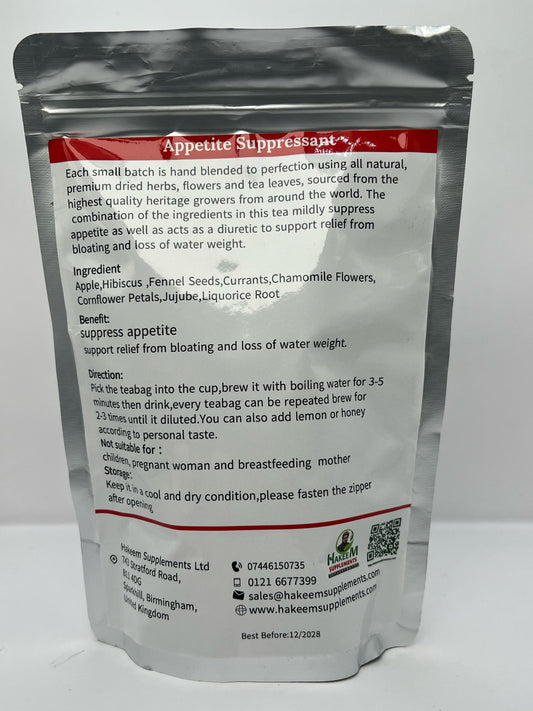 Appetite Suppressant
Each small batch is hand blended to perfection using all natural,
premium dried herbs, flowers and tea leaves, sourced from the
highest quality heritage growers from around the world. The
combination of the ingredients in this tea mildly suppress
appetite as well as acts as a diuretic to support relief from
bloating and loss of water weight.
Ingredient
Apple,Hibiscus ,Fennel Seeds,Currants,Chamomile Flowers,
Cornflower Petals,Jujube,Liquorice Root
Benefit:
suppress appetite
support relief from bloating and loss of water weight.
Direction:
Pick the teabag into the cup,brew it with boiling water for 3-5
minutes then drink,every teabag can be repeated brew for
2-3 times until it diluted.You can also add lemon or honey
according to personal taste.
Not suitable for :
children, pregnant woman and breastfeeding mother
Storage:
Keep it in a cool and dry condition,please fasten the zipper
after opening
Hakeem Supplements Ltd
743 Stratford Road,
B11 4DG
Sparkhill, Birmingham,
United Kingdom
07446150735
0121 6677399
sales@hakeemsupplements.com
www.hakeemsupplements.com
HAKEEM
SUPPLEMENTS
Best Before:12/2028